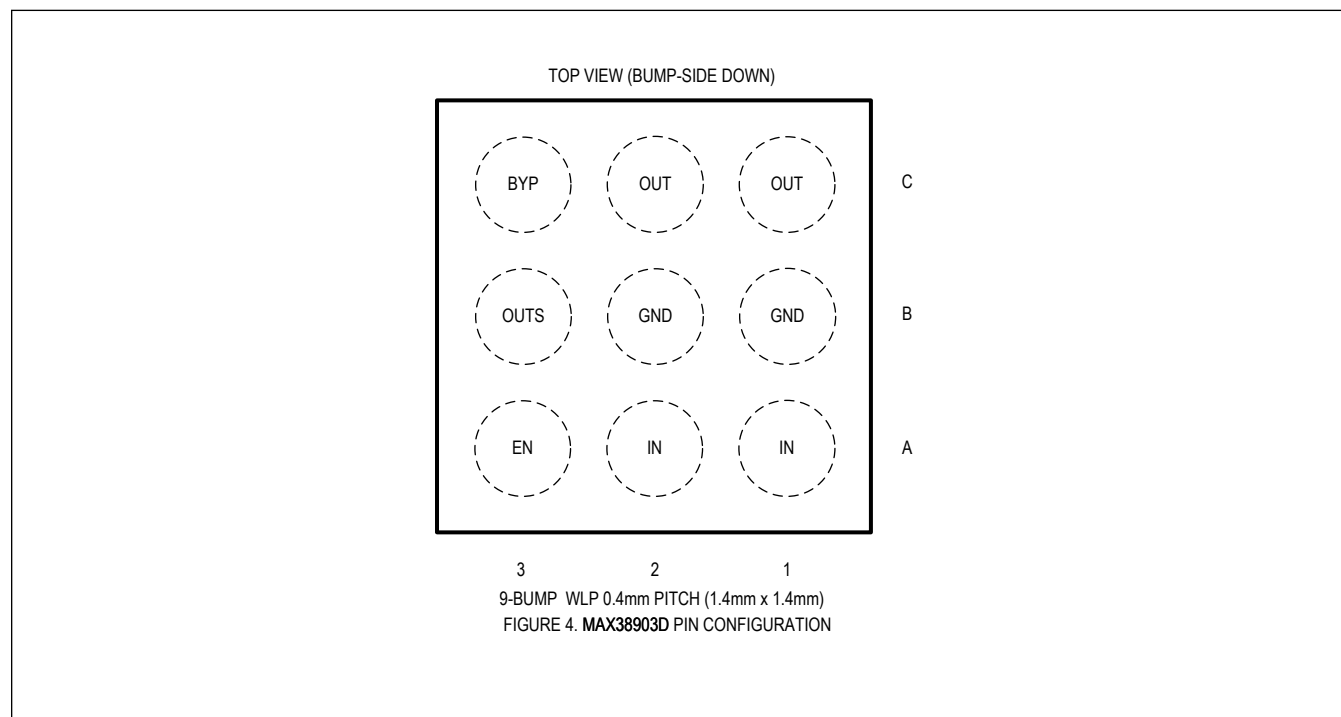 TOP VIEW (BUMP-SIDE DOWN)
BYP OUT OUT C
OUTS GND GND B
EN IN IN A
3 2 1
9-BUMP WLP 0.4mm PITCH (1.4mm x 1.4mm)
FIGURE 4. MAX38903D PIN CONFIGURATION